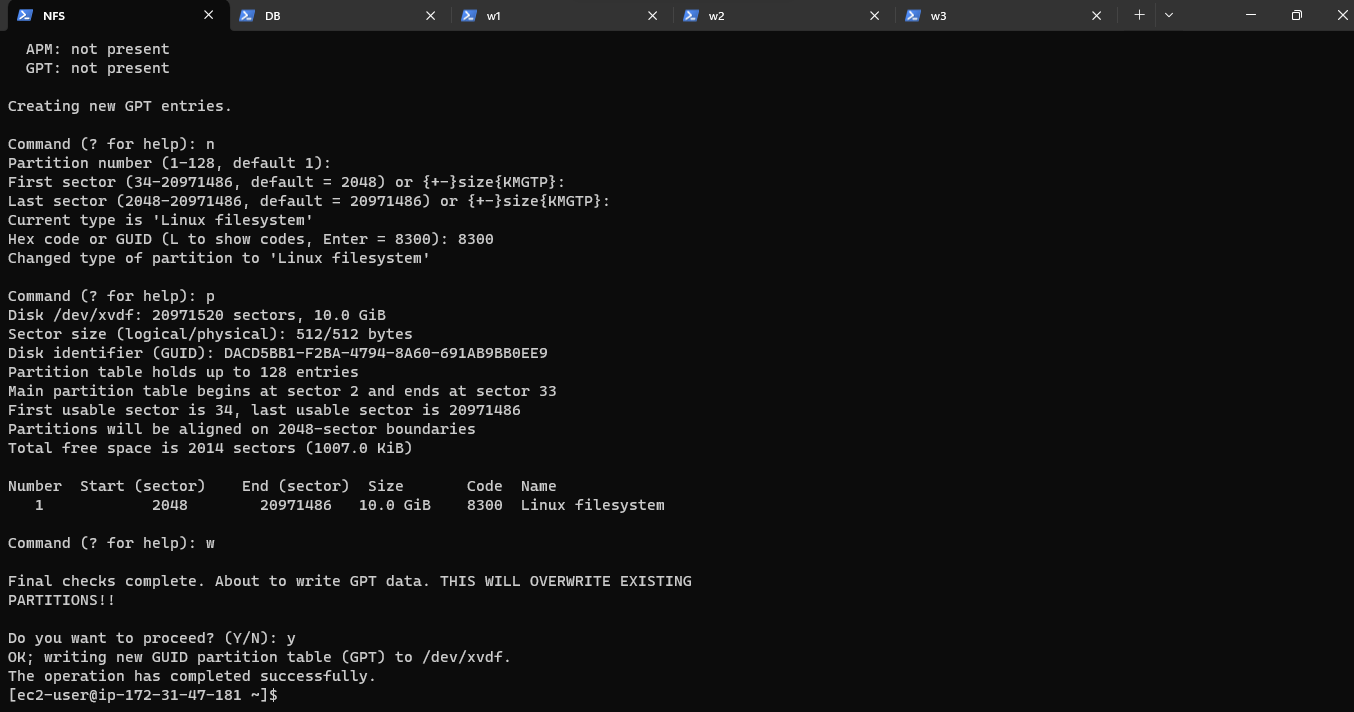 NFS
DB
w1
w2
w3
APM: not present
GPT: not present
Creating new GPT entries.
Command (? for help): n
Partition number (1-128, default 1):
First sector (34-20971486, default = 2048) or {+-}size{KMGTP}:
Last sector (2048-20971486, default = 20971486) or {+-}size{KMGTP}:
Current type is 'Linux filesystem'
Hex code or GUID (L to show codes, Enter = 8300): 8300
Changed type of partition to 'Linux filesystem'
Command (? for help): p
Disk /dev/xvdf: 20971520 sectors, 10.0 GiB
Sector size (logical/physical): 512/512 bytes
Disk identifier (GUID): DACD5BB1-F2BA-4794-8A60-691AB9BB0EE9
Partition table holds up to 128 entries
Main partition table begins at sector 2 and ends at sector 33
First usable sector is 34, last usable sector is 20971486
Partitions will be aligned on 2048-sector boundaries
Total free space is 2014 sectors (1007.0 KiB)
Number  Start (sector)    End (sector)  Size       Code  Name
   1            2048        20971486   10.0 GiB    8300  Linux filesystem
Command (? for help): w
Final checks complete. About to write GPT data. THIS WILL OVERWRITE EXISTING
PARTITIONS!!
Do you want to proceed? (Y/N): y
OK; writing new GUID partition table (GPT) to /dev/xvdf.
The operation has completed successfully.
[ec2-user@ip-172-31-47-181 ~]$